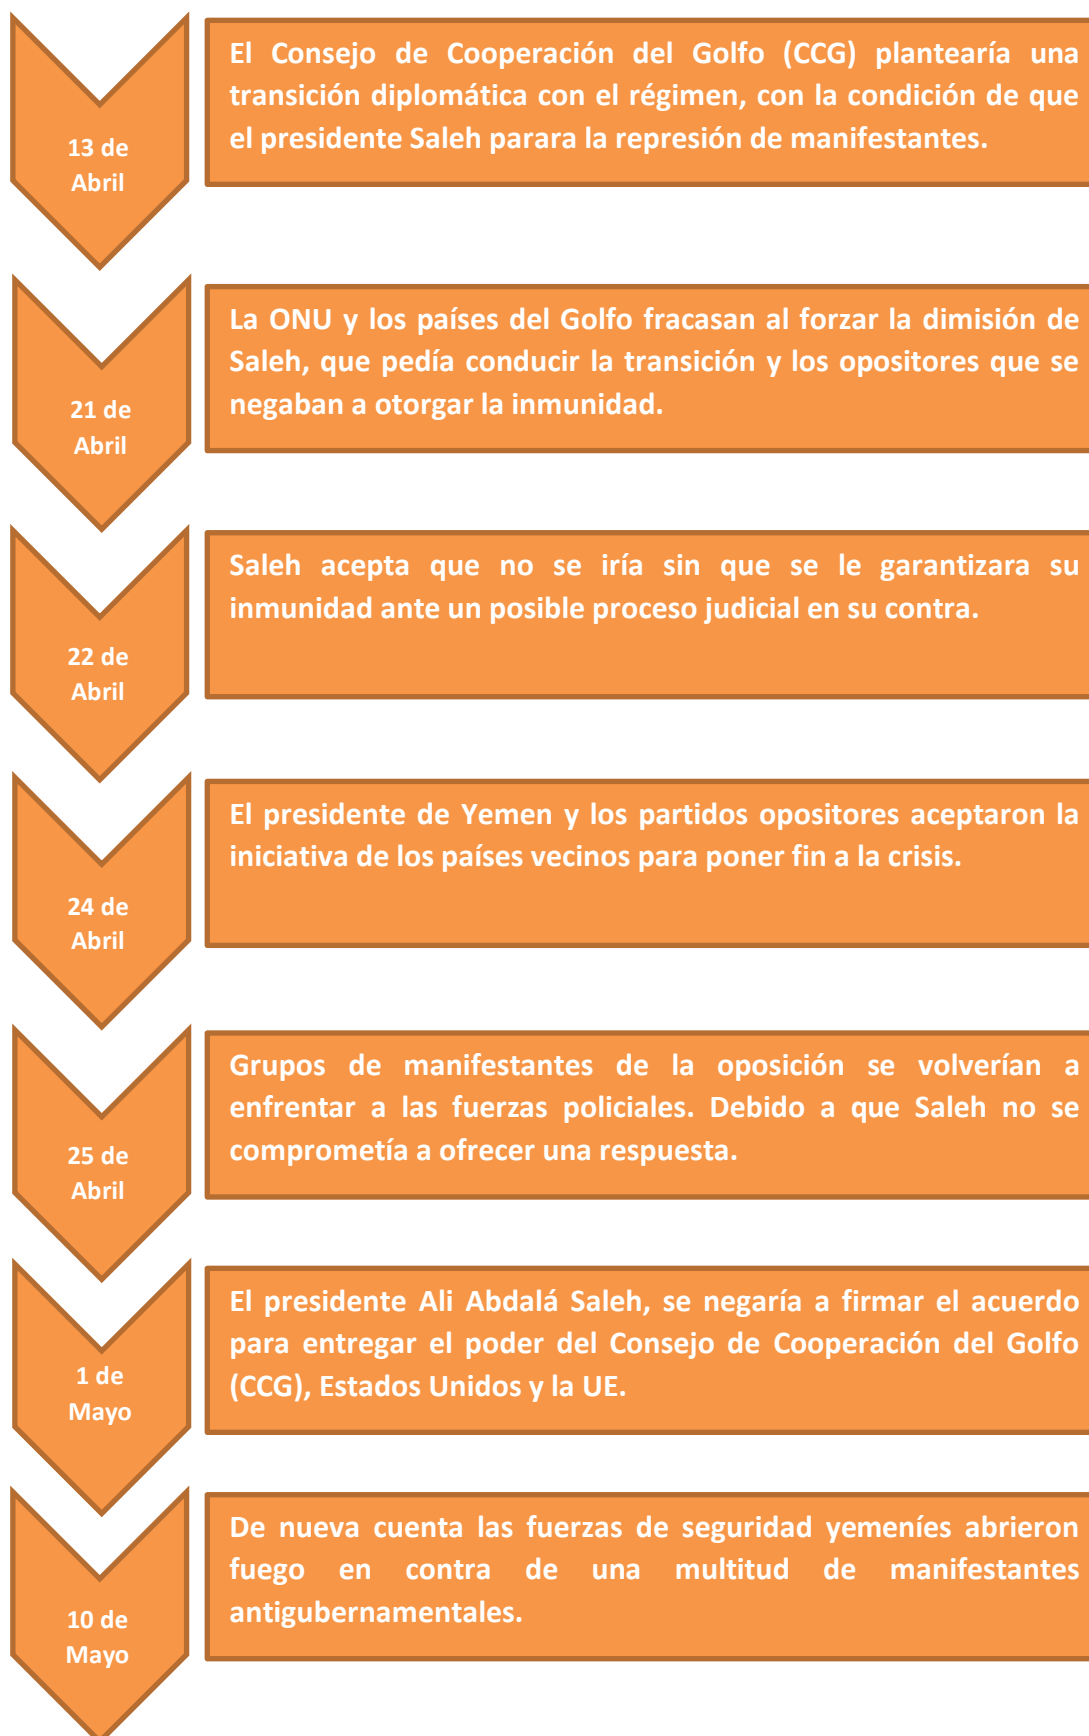 13 de
Abril
El Consejo de Cooperación del Golfo (CCG) plantearía una
transición diplomática con el régimen, con la condición de que
el presidente Saleh parara la represión de manifestantes.
21 de
Abril
La ONU y los países del Golfo fracasan al forzar la dimisión de
Saleh, que pedía conducir la transición y los opositores que se
negaban a otorgar la inmunidad.
22 de
Abril
Saleh acepta que no se iría sin que se le garantizara su
inmunidad ante un posible proceso judicial en su contra.
24 de
Abril
El presidente de Yemen y los partidos opositores aceptaron la
iniciativa de los países vecinos para poner fin a la crisis.
25 de
Abril
Grupos de manifestantes de la oposición se volverían a
enfrentar a las fuerzas policiales. Debido a que Saleh no se
comprometía a ofrecer una respuesta.
1 de
Mayo
El presidente Ali Abdalá Saleh, se negaría a firmar el acuerdo
para entregar el poder del Consejo de Cooperación del Golfo
(CCG), Estados Unidos y la UE.
10 de
Mayo
De nueva cuenta las fuerzas de seguridad yemeníes abrieron
fuego en contra de una multitud de manifestantes
antigubernamentales.